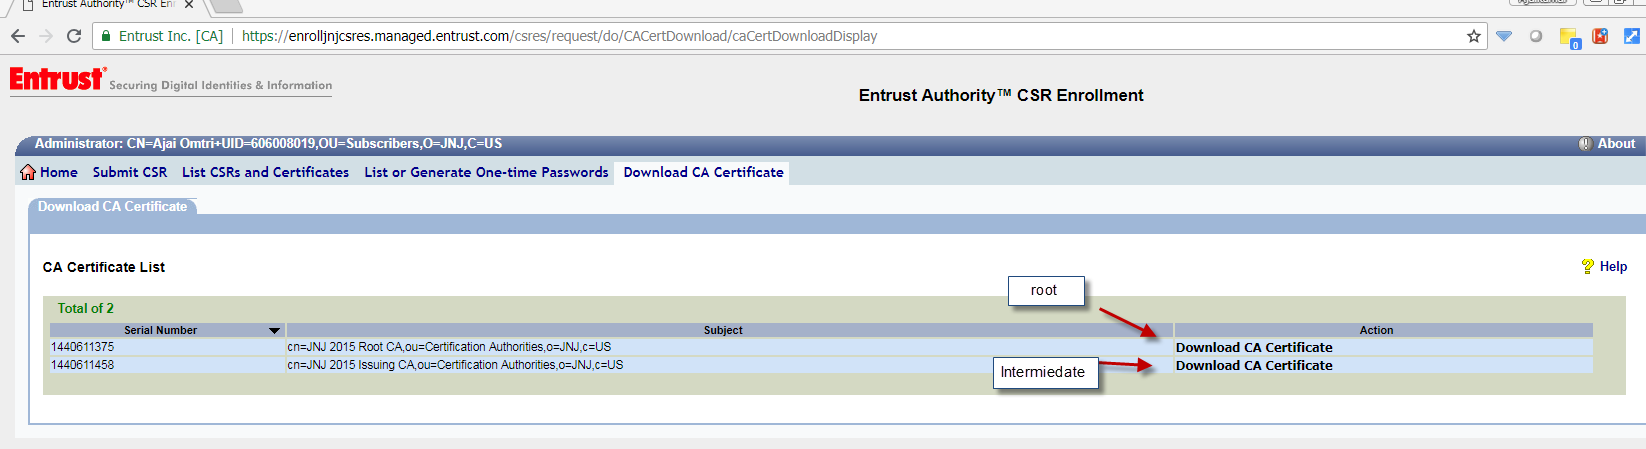 Entrust Authority™ CSR Enr
Entrust Inc. [CA] https://enrolljnjcsres.managed.entrust.com/csres/request/do/CACertDownload/caCertDownloadDisplay
0
Entrust® Securing Digital Identities & Information
Entrust Authority™ CSR Enrollment
Administrator: CN=Ajai Omtri+UID=606008019,OU=Subscribers,O=JNJ,C=US About
Home Submit CSR List CSRs and Certificates List or Generate One-time Passwords Download CA Certificate
Download CA Certificate
CA Certificate List Help
root
Total of 2
Serial Number Subject Action
1440611375 cn=JNJ 2015 Root CA,ou=Certification Authorities,o=JNJ,c=US Download CA Certificate
1440611458 cn=JNJ 2015 Issuing CA,ou=Certification Authorities,o=JNJ,c=US Download CA Certificate
Intermiedate